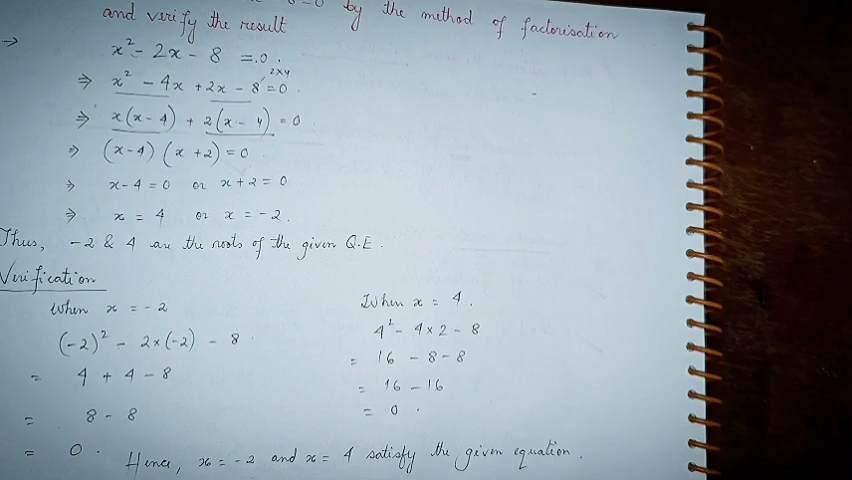 by the method of factorisation
and verify the result
→ x² - 2x - 8 = 0.
2×4
⇒ x² - 4x + 2x - 8 = 0
⇒ x(x-4) + 2(x-4) = 0
⇒ (x-4) (x+2) = 0
⇒ x-4 = 0 or x+2 = 0
⇒ x = 4 or x = -2.
Thus, -2 & 4 are the roots of the given Q.E.
Verification
When x = -2
(-2)² - 2×(-2) - 8
= 4 + 4 - 8
= 8 - 8
= 0.
When x = 4.
4² - 4×2 - 8
= 16 - 8 - 8
= 16 - 16
= 0.
Hence, x = -2 and x = 4 satisfy the given equation.